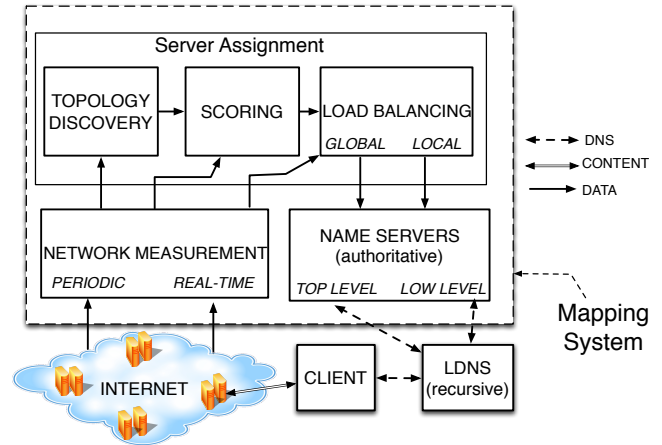 Server Assignment
TOPOLOGY
DISCOVERY
SCORING
LOAD BALANCING
GLOBAL
LOCAL
DNS
CONTENT
DATA
NETWORK MEASUREMENT
PERIODIC
REAL-TIME
NAME SERVERS
(authoritative)
TOP LEVEL
LOW LEVEL
Mapping
System
INTERNET
CLIENT
LDNS
(recursive)